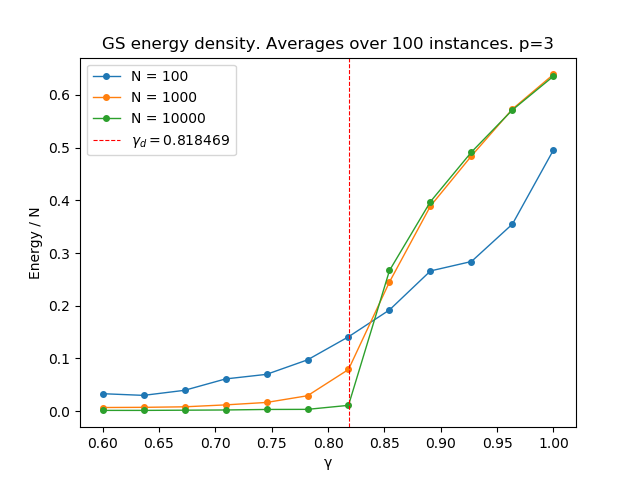 GS energy density. Averages over 100 instances. p=3
N = 100
N = 1000
N = 10000
γd = 0.818469
Energy / N
0.6
0.5
0.4
0.3
0.2
0.1
0.0
0.60 0.65 0.70 0.75 0.80 0.85 0.90 0.95 1.00
γ